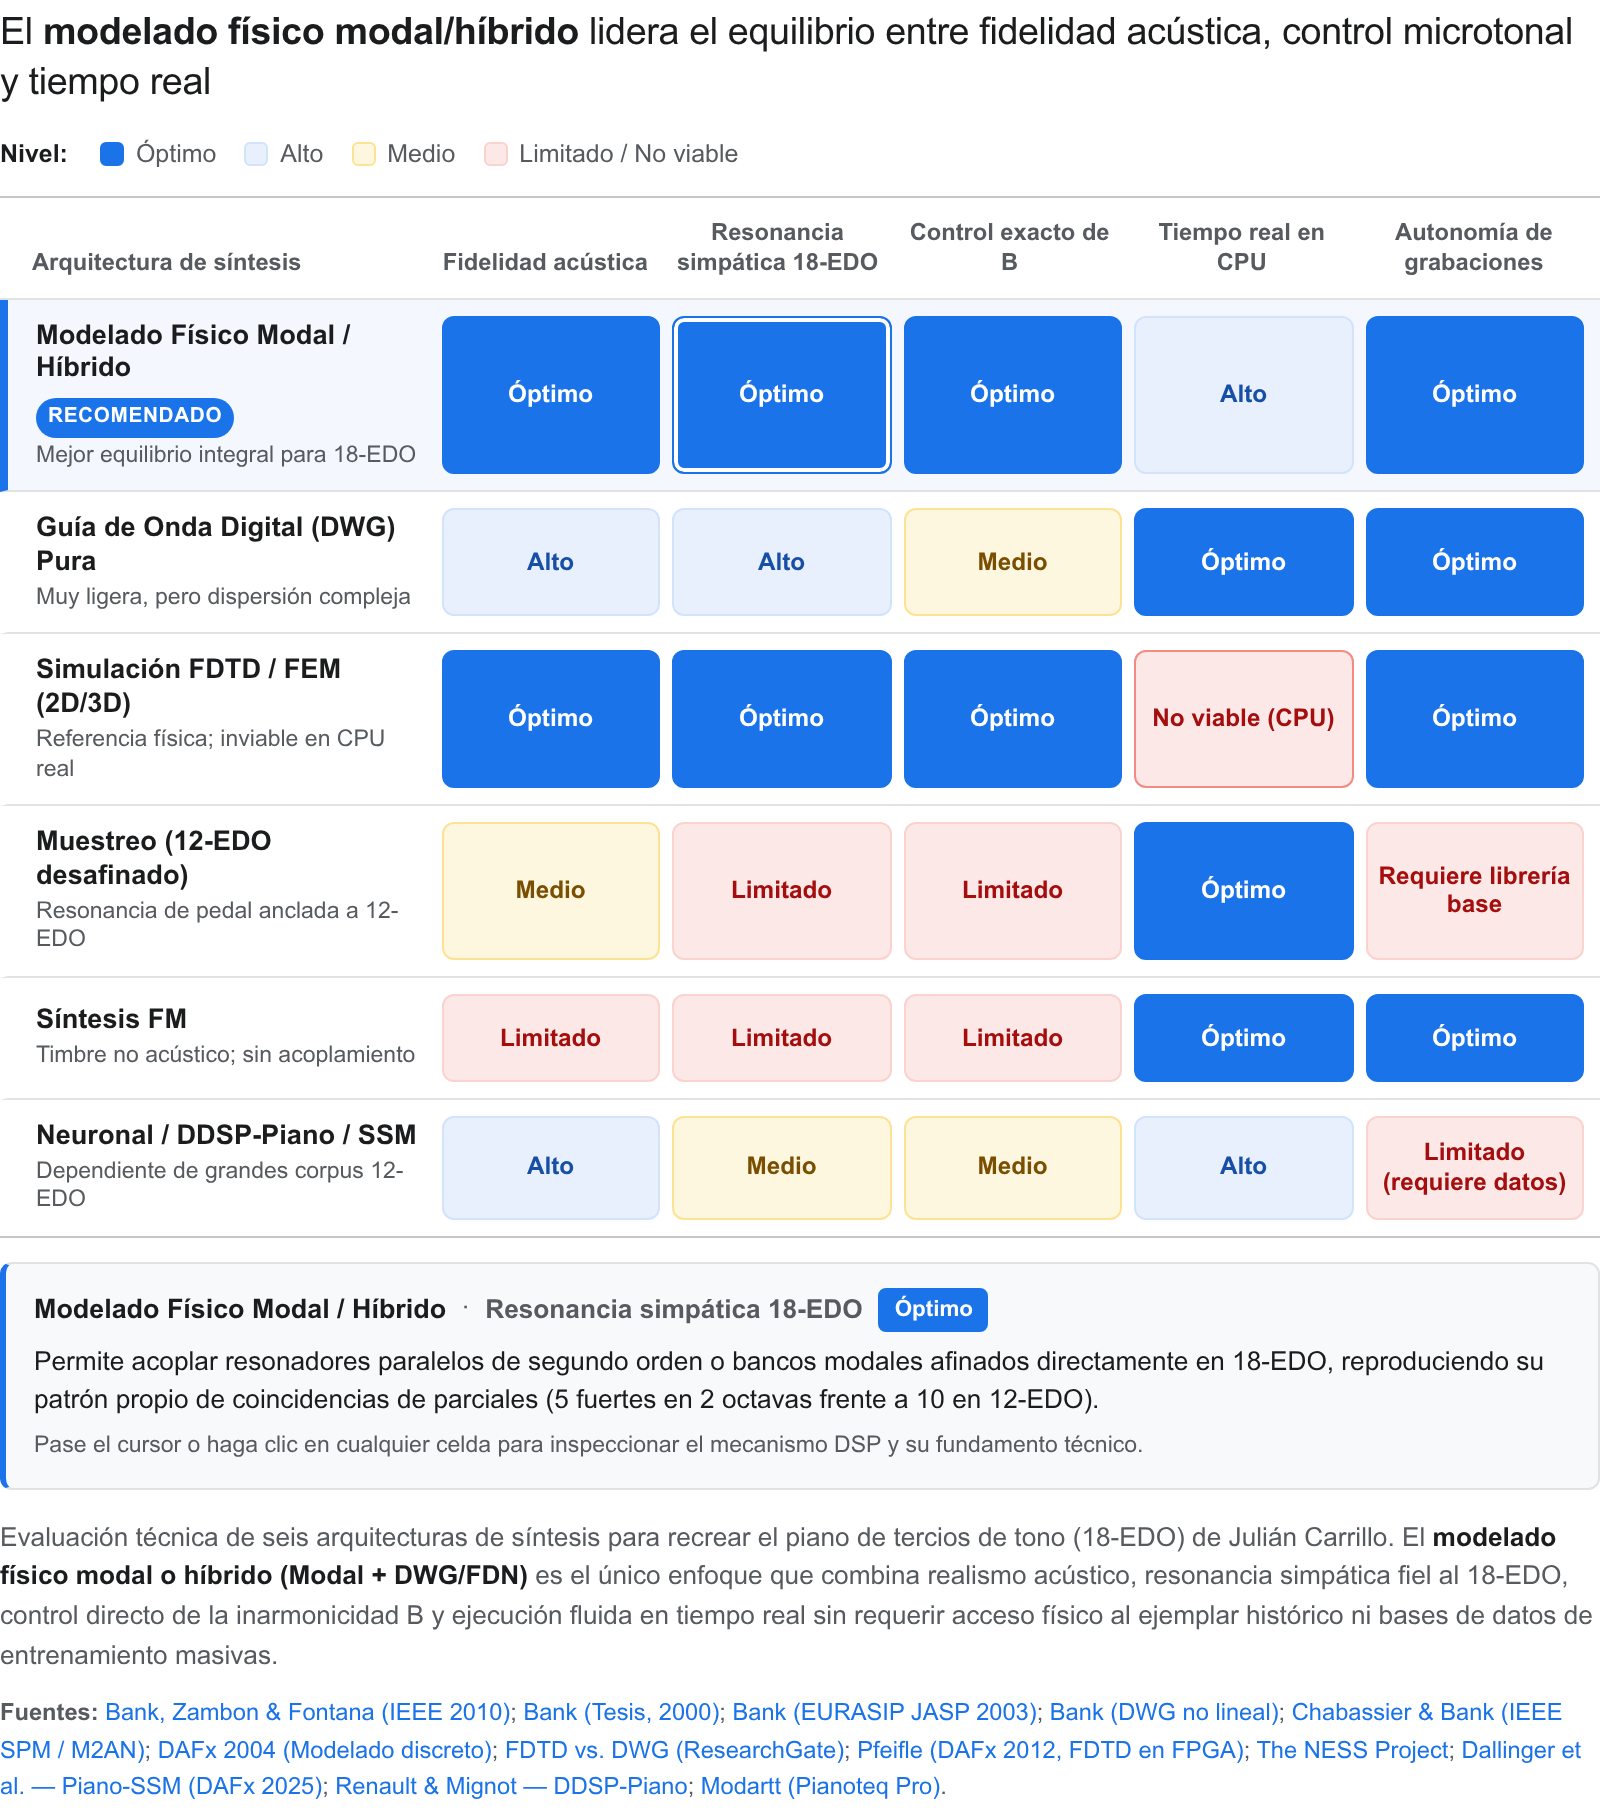 El modelado físico modal/híbrido lidera el equilibrio entre fidelidad acústica, control microtonal
y tiempo real
Nivel: Óptimo Alto Medio Limitado / No viable
Arquitectura de síntesis
Fidelidad acústica
Resonancia
simpática 18-EDO
Control exacto de
B
Tiempo real en
CPU
Autonomía de
grabaciones
Modelado Físico Modal /
Híbrido
RECOMENDADO
Mejor equilibrio integral para 18-EDO
Óptimo
Óptimo
Óptimo
Alto
Óptimo
Guía de Onda Digital (DWG)
Pura
Muy ligera, pero dispersión compleja
Alto
Alto
Medio
Óptimo
Óptimo
Simulación FDTD / FEM
(2D/3D)
Referencia física; inviable en CPU
real
Óptimo
Óptimo
Óptimo
No viable (CPU)
Óptimo
Muestreo (12-EDO
desafinado)
Resonancia de pedal anclada a 12-
EDO
Medio
Limitado
Limitado
Óptimo
Requiere librería
base
Síntesis FM
Timbre no acústico; sin acoplamiento
Limitado
Limitado
Limitado
Óptimo
Óptimo
Neuronal / DDSP-Piano / SSM
Dependiente de grandes corpus 12-
EDO
Alto
Medio
Medio
Alto
Limitado
(requiere datos)
Modelado Físico Modal / Híbrido · Resonancia simpática 18-EDO Óptimo
Permite acoplar resonadores paralelos de segundo orden o bancos modales afinados directamente en 18-EDO, reproduciendo su
patrón propio de coincidencias de parciales (5 fuertes en 2 octavas frente a 10 en 12-EDO).
Pase el cursor o haga clic en cualquier celda para inspeccionar el mecanismo DSP y su fundamento técnico.
Evaluación técnica de seis arquitecturas de síntesis para recrear el piano de tercios de tono (18-EDO) de Julián Carrillo. El modelado
físico modal o híbrido (Modal + DWG/FDN) es el único enfoque que combina realismo acústico, resonancia simpática fiel al 18-EDO,
control directo de la inarmonicidad B y ejecución fluida en tiempo real sin requerir acceso físico al ejemplar histórico ni bases de datos de
entrenamiento masivas.
Fuentes: Bank, Zambon & Fontana (IEEE 2010); Bank (Tesis, 2000); Bank (EURASIP JASP 2003); Bank (DWG no lineal); Chabassier & Bank (IEEE
SPM / M2AN); DAFx 2004 (Modelado discreto); FDTD vs. DWG (ResearchGate); Pfeifle (DAFx 2012, FDTD en FPGA); The NESS Project; Dallinger et
al. — Piano-SSM (DAFx 2025); Renault & Mignot — DDSP-Piano; Modartt (Pianoteq Pro).